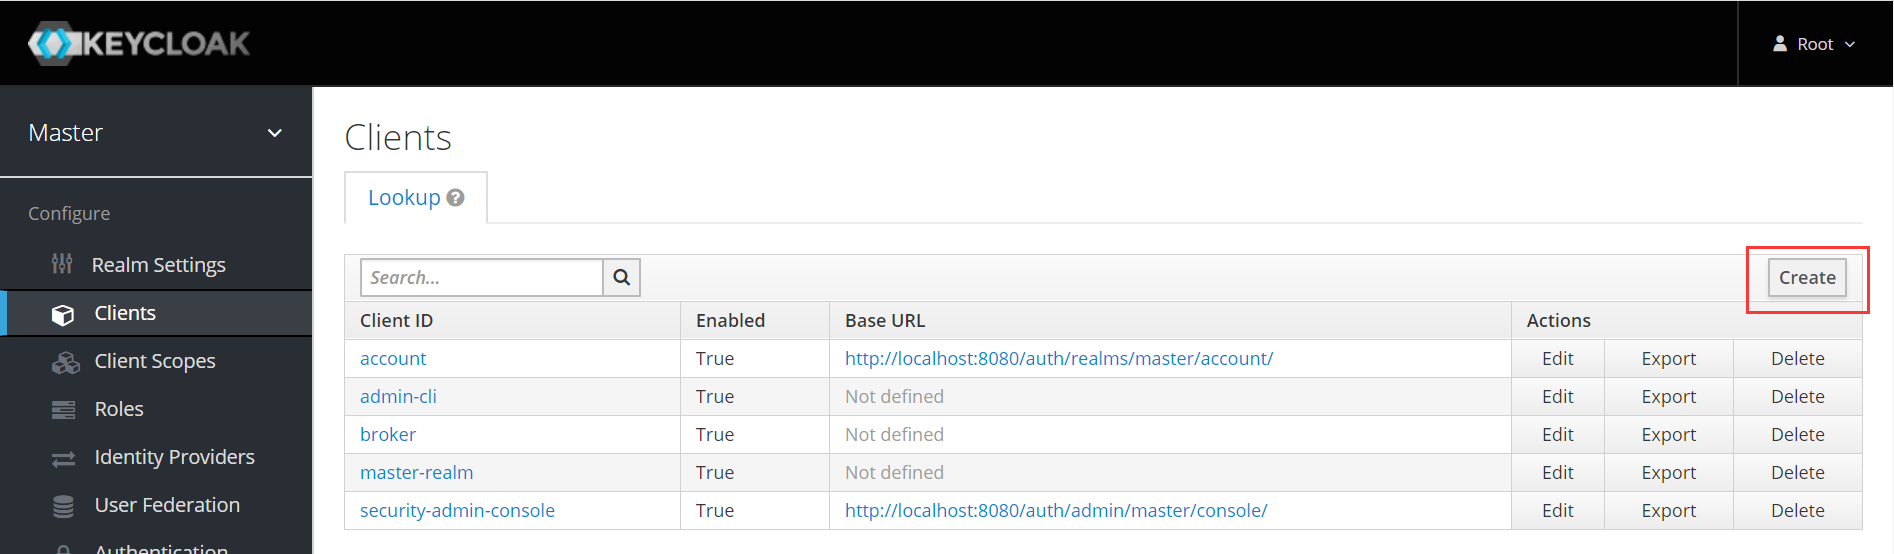 KEYCLOAK
Root
Master
Configure
Realm Settings
Clients
Client Scopes
Roles
Identity Providers
User Federation
Authentication
Clients
Lookup ?
Search...
Create
Client ID Enabled Base URL Actions
account True http://localhost:8080/auth/realms/master/account/ Edit Export Delete
admin-cli True Not defined Edit Export Delete
broker True Not defined Edit Export Delete
master-realm True Not defined Edit Export Delete
security-admin-console True http://localhost:8080/auth/admin/master/console/ Edit Export Delete